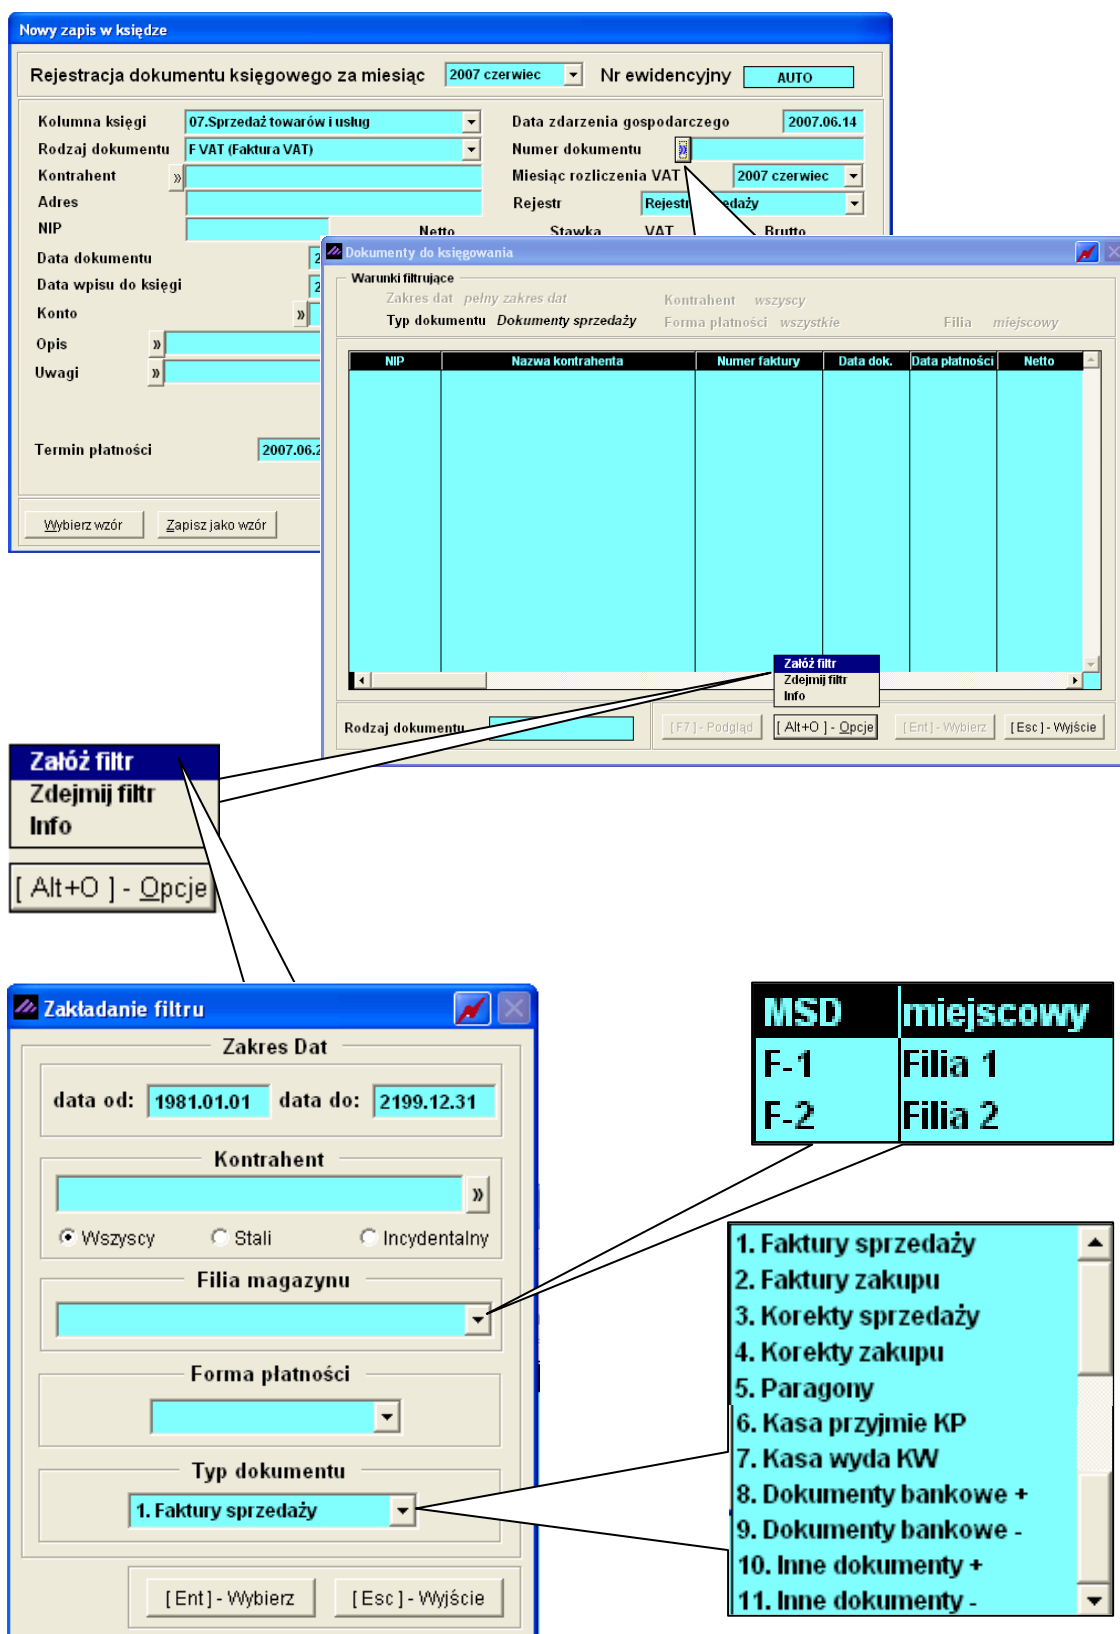 Nowy zapis w księdze
Rejestracja dokumentu księgowego za miesiąc 2007 czerwiec Nr ewidencyjny AUTO
Kolumna księgi 07.Sprzedaż towarów i usług Data zdarzenia gospodarczego 2007.06.14
Rodzaj dokumentu F VAT (Faktura VAT) Numer dokumentu »
Kontrahent » Miesiąc rozliczenia VAT 2007 czerwiec
Adres Rejestr
NIP Netto Stawka VAT Brutto
Data dokumentu
Data wpisu do księgi
Konto »
Opis »
Uwagi »
Termin płatności
Wybierz wzór Zapisz jako wzór
Dokumenty do księgowania
Warunki filtrujące
Zakres dat pełny zakres dat Kontrahent wszyscy
Typ dokumentu Dokumenty sprzedaży Forma płatności wszystkie Filia miejscowy
NIP Nazwa kontrahenta Numer faktury Data dok. Data płatności Netto
Załóż filtr
Zdejmij filtr
Info
Rodzaj dokumentu [ F7 ] - Podgląd [ Alt+O ] - Opcje [ Ent ] - Wybierz [ Esc ] - Wyjście
Załóż filtr
Zdejmij filtr
Info
[ Alt+O ] - Opcje
Zakładanie filtru
Zakres Dat
data od: 1981.01.01 data do: 2199.12.31
Kontrahent
»
Wszyscy Stali Incydentalny
Filia magazynu
Forma płatności
Typ dokumentu
1. Faktury sprzedaży
[ Ent ] - Wybierz [ Esc ] - Wyjście
MSD miejscowy
F-1 Filia 1
F-2 Filia 2
1. Faktury sprzedaży
2. Faktury zakupu
3. Korekty sprzedaży
4. Korekty zakupu
5. Paragony
6. Kasa przyjmie KP
7. Kasa wyda KW
8. Dokumenty bankowe +
9. Dokumenty bankowe -
10. Inne dokumenty +
11. Inne dokumenty -